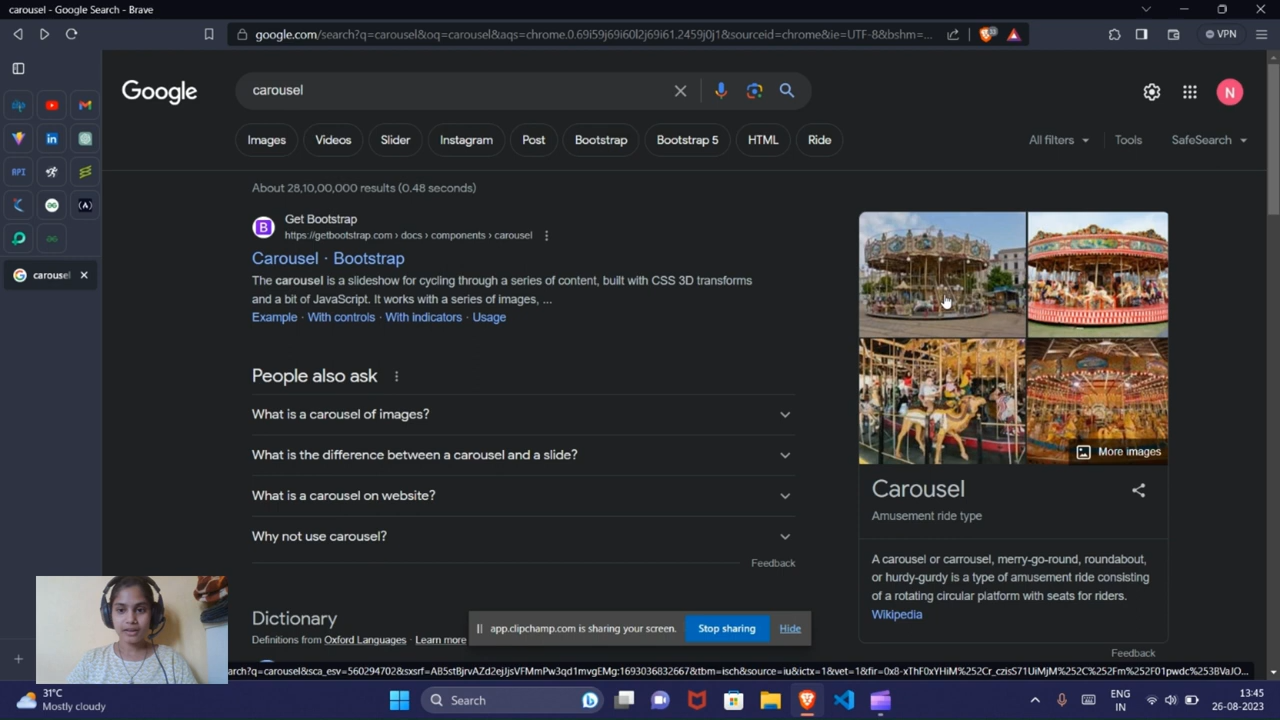 carousel - Google Search - Brave
google.com/search?q=carousel&oq=carousel&aqs=chrome.0.69i59j69i60l2j69i61.2459j0j1&sourceid=chrome&ie=UTF-8&bshm=...
VPN
Google
carousel
N
Images
Videos
Slider
Instagram
Post
Bootstrap
Bootstrap 5
HTML
Ride
All filters
Tools
SafeSearch
About 28,10,00,000 results (0.48 seconds)
B
Get Bootstrap
https://getbootstrap.com › docs › components › carousel
Carousel · Bootstrap
The carousel is a slideshow for cycling through a series of content, built with CSS 3D transforms
and a bit of JavaScript. It works with a series of images, ...
Example · With controls · With indicators · Usage
People also ask
What is a carousel of images?
What is the difference between a carousel and a slide?
What is a carousel on website?
Why not use carousel?
Feedback
Dictionary
Definitions from Oxford Languages · Learn more
More images
Carousel
Amusement ride type
A carousel or carrousel, merry-go-round, roundabout,
or hurdy-gurdy is a type of amusement ride consisting
of a rotating circular platform with seats for riders.
Wikipedia
Feedback
RPI
(A)
carousel
app.clipchamp.com is sharing your screen.
Stop sharing
Hide
31°C
Mostly cloudy
Search
ENG
IN
13:45
26-08-2023